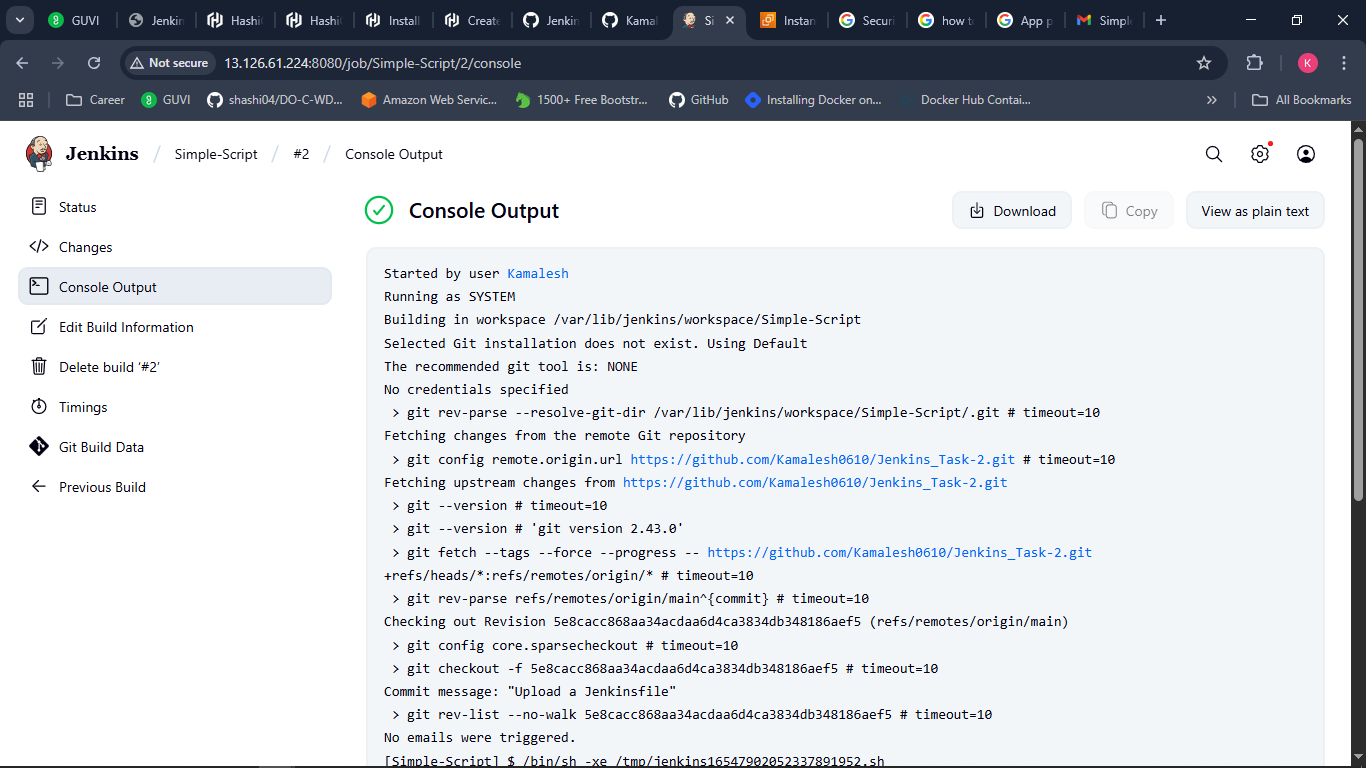 GUVI
Jenkin
HashiC
HashiC
Install
Create
Jenkin
Kamal
Si
Instan
Securi
how to
App p
Simple
Not secure
13.126.61.224:8080/job/Simple-Script/2/console
K
Career
GUVI
shashi04/DO-C-WD...
Amazon Web Servic...
1500+ Free Bootstr...
GitHub
Installing Docker on...
Docker Hub Contai...
All Bookmarks
Jenkins / Simple-Script / #2 / Console Output
Status
Changes
Console Output
Edit Build Information
Delete build ‘#2’
Timings
Git Build Data
Previous Build
Console Output
Download
Copy
View as plain text
Started by user Kamalesh
Running as SYSTEM
Building in workspace /var/lib/jenkins/workspace/Simple-Script
Selected Git installation does not exist. Using Default
The recommended git tool is: NONE
No credentials specified
> git rev-parse --resolve-git-dir /var/lib/jenkins/workspace/Simple-Script/.git # timeout=10
Fetching changes from the remote Git repository
> git config remote.origin.url https://github.com/Kamalesh0610/Jenkins_Task-2.git # timeout=10
Fetching upstream changes from https://github.com/Kamalesh0610/Jenkins_Task-2.git
> git --version # timeout=10
> git --version # 'git version 2.43.0'
> git fetch --tags --force --progress -- https://github.com/Kamalesh0610/Jenkins_Task-2.git
+refs/heads/*:refs/remotes/origin/* # timeout=10
> git rev-parse refs/remotes/origin/main^{commit} # timeout=10
Checking out Revision 5e8cacc868aa34acdaa6d4ca3834db348186aef5 (refs/remotes/origin/main)
> git config core.sparsecheckout # timeout=10
> git checkout -f 5e8cacc868aa34acdaa6d4ca3834db348186aef5 # timeout=10
Commit message: "Upload a Jenkinsfile"
> git rev-list --no-walk 5e8cacc868aa34acdaa6d4ca3834db348186aef5 # timeout=10
No emails were triggered.
[Simple-Script] $ /bin/sh -xe /tmp/jenkins16547902052337891952.sh